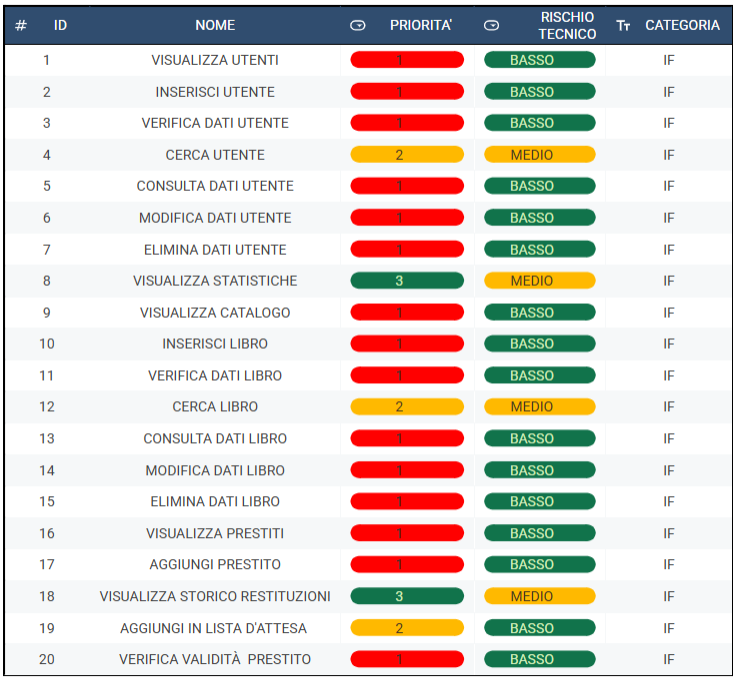 # ID NOME PRIORITA' RISCHIO TECNICO Tт CATEGORIA
1 VISUALIZZA UTENTI 1 BASSO IF
2 INSERISCI UTENTE 1 BASSO IF
3 VERIFICA DATI UTENTE 1 BASSO IF
4 CERCA UTENTE 2 MEDIO IF
5 CONSULTA DATI UTENTE 1 BASSO IF
6 MODIFICA DATI UTENTE 1 BASSO IF
7 ELIMINA DATI UTENTE 1 BASSO IF
8 VISUALIZZA STATISTICHE 3 MEDIO IF
9 VISUALIZZA CATALOGO 1 BASSO IF
10 INSERISCI LIBRO 1 BASSO IF
11 VERIFICA DATI LIBRO 1 BASSO IF
12 CERCA LIBRO 2 MEDIO IF
13 CONSULTA DATI LIBRO 1 BASSO IF
14 MODIFICA DATI LIBRO 1 BASSO IF
15 ELIMINA DATI LIBRO 1 BASSO IF
16 VISUALIZZA PRESTITI 1 BASSO IF
17 AGGIUNGI PRESTITO 1 BASSO IF
18 VISUALIZZA STORICO RESTITUZIONI 3 MEDIO IF
19 AGGIUNGI IN LISTA D'ATTESA 2 BASSO IF
20 VERIFICA VALIDITÀ PRESTITO 1 BASSO IF